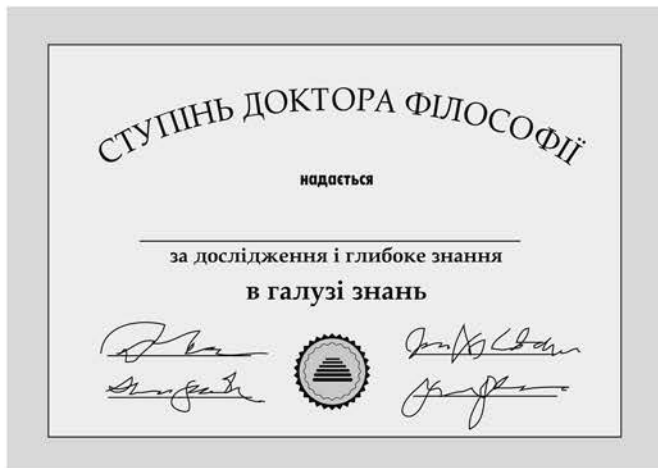 СТУПІНЬ ДОКТОРА ФІЛОСОФІЇ
надається
за дослідження і глибоке знання
в галузі знань